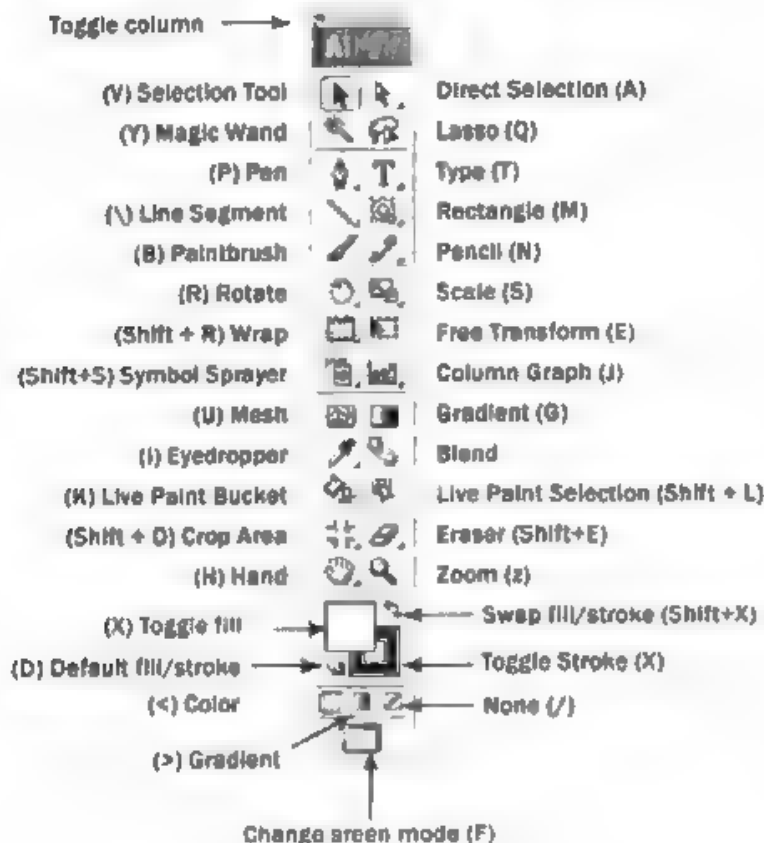 Toggle column
(V) Selection Tool Direct Selection (A)
(Y) Magic Wand Lasso (Q)
(P) Pen Type (T)
(\) Line Segment Rectangle (M)
(B) Paintbrush Pencil (N)
(R) Rotate Scale (S)
(Shift + R) Wrap Free Transform (E)
(Shift+S) Symbol Sprayer Column Graph (J)
(U) Mesh Gradient (G)
(I) Eyedropper Blend
(K) Live Paint Bucket Live Paint Selection (Shift + L)
(Shift + O) Crop Area Eraser (Shift+E)
(H) Hand Zoom (z)
Swap fill/stroke (Shift+X)
(X) Toggle fill
(D) Default fill/stroke Toggle Stroke (X)
(<) Color None (/)
(>) Gradient
Change sreen mode (F)